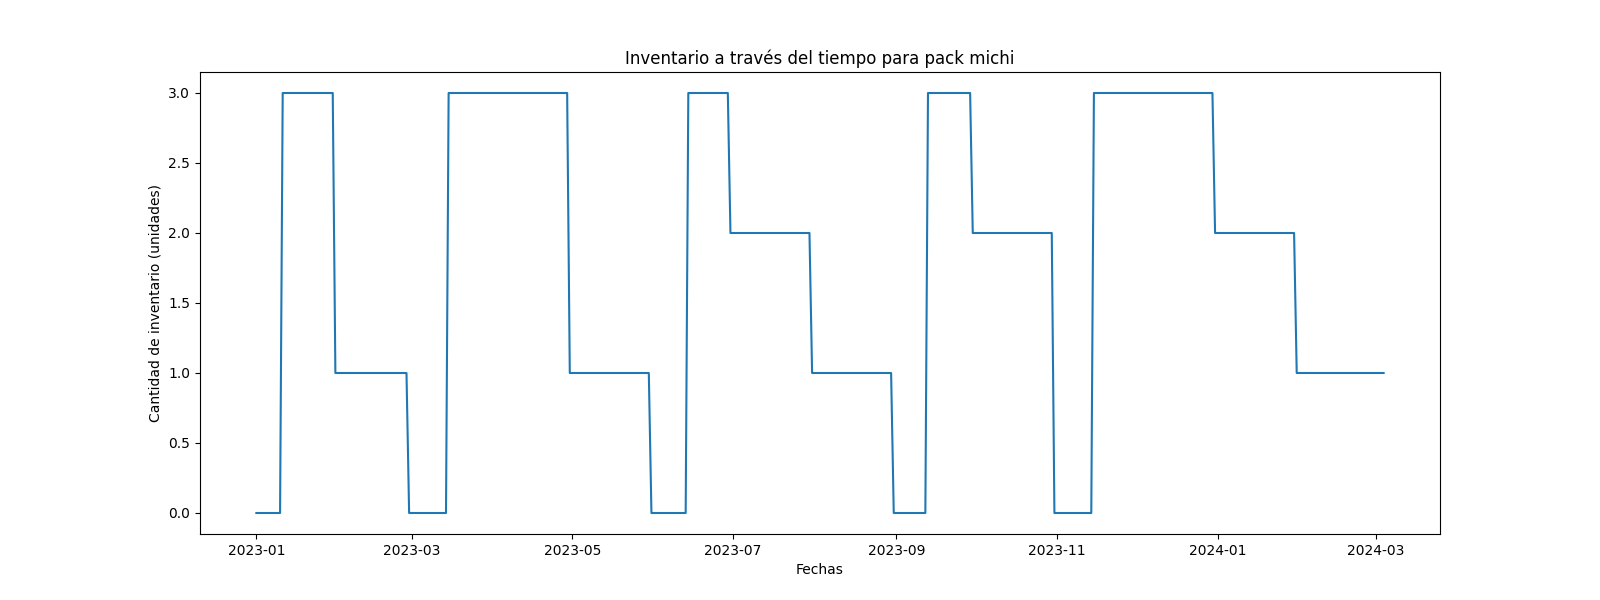 Inventario a través del tiempo para pack michi
Cantidad de inventario (unidades)
3.0
2.5
2.0
1.5
1.0
0.5
0.0
2023-01 2023-03 2023-05 2023-07 2023-09 2023-11 2024-01 2024-03
Fechas